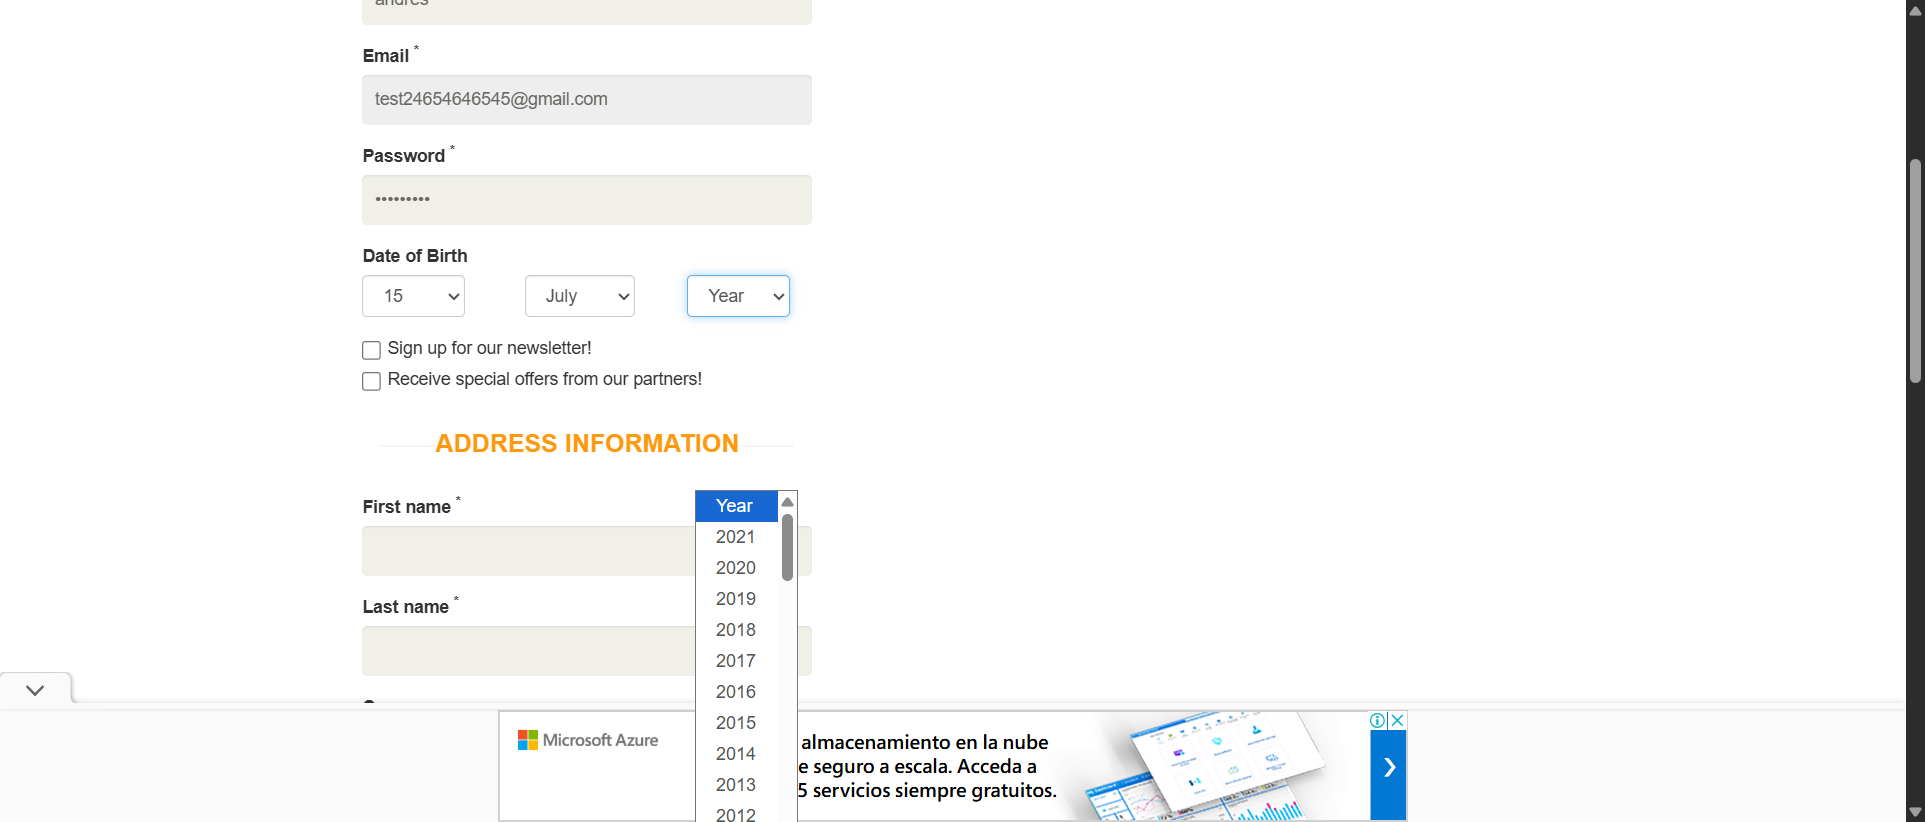 andres
Email *
test24654646545@gmail.com
Password *
•••••••••
Date of Birth
15 July Year
Sign up for our newsletter!
Receive special offers from our partners!
ADDRESS INFORMATION
First name *
Year
2021
2020
2019
Last name *
2018
2017
2016
2015
2014
2013
2012
Microsoft Azure
almacenamiento en la nube
e seguro a escala. Acceda a
5 servicios siempre gratuitos.